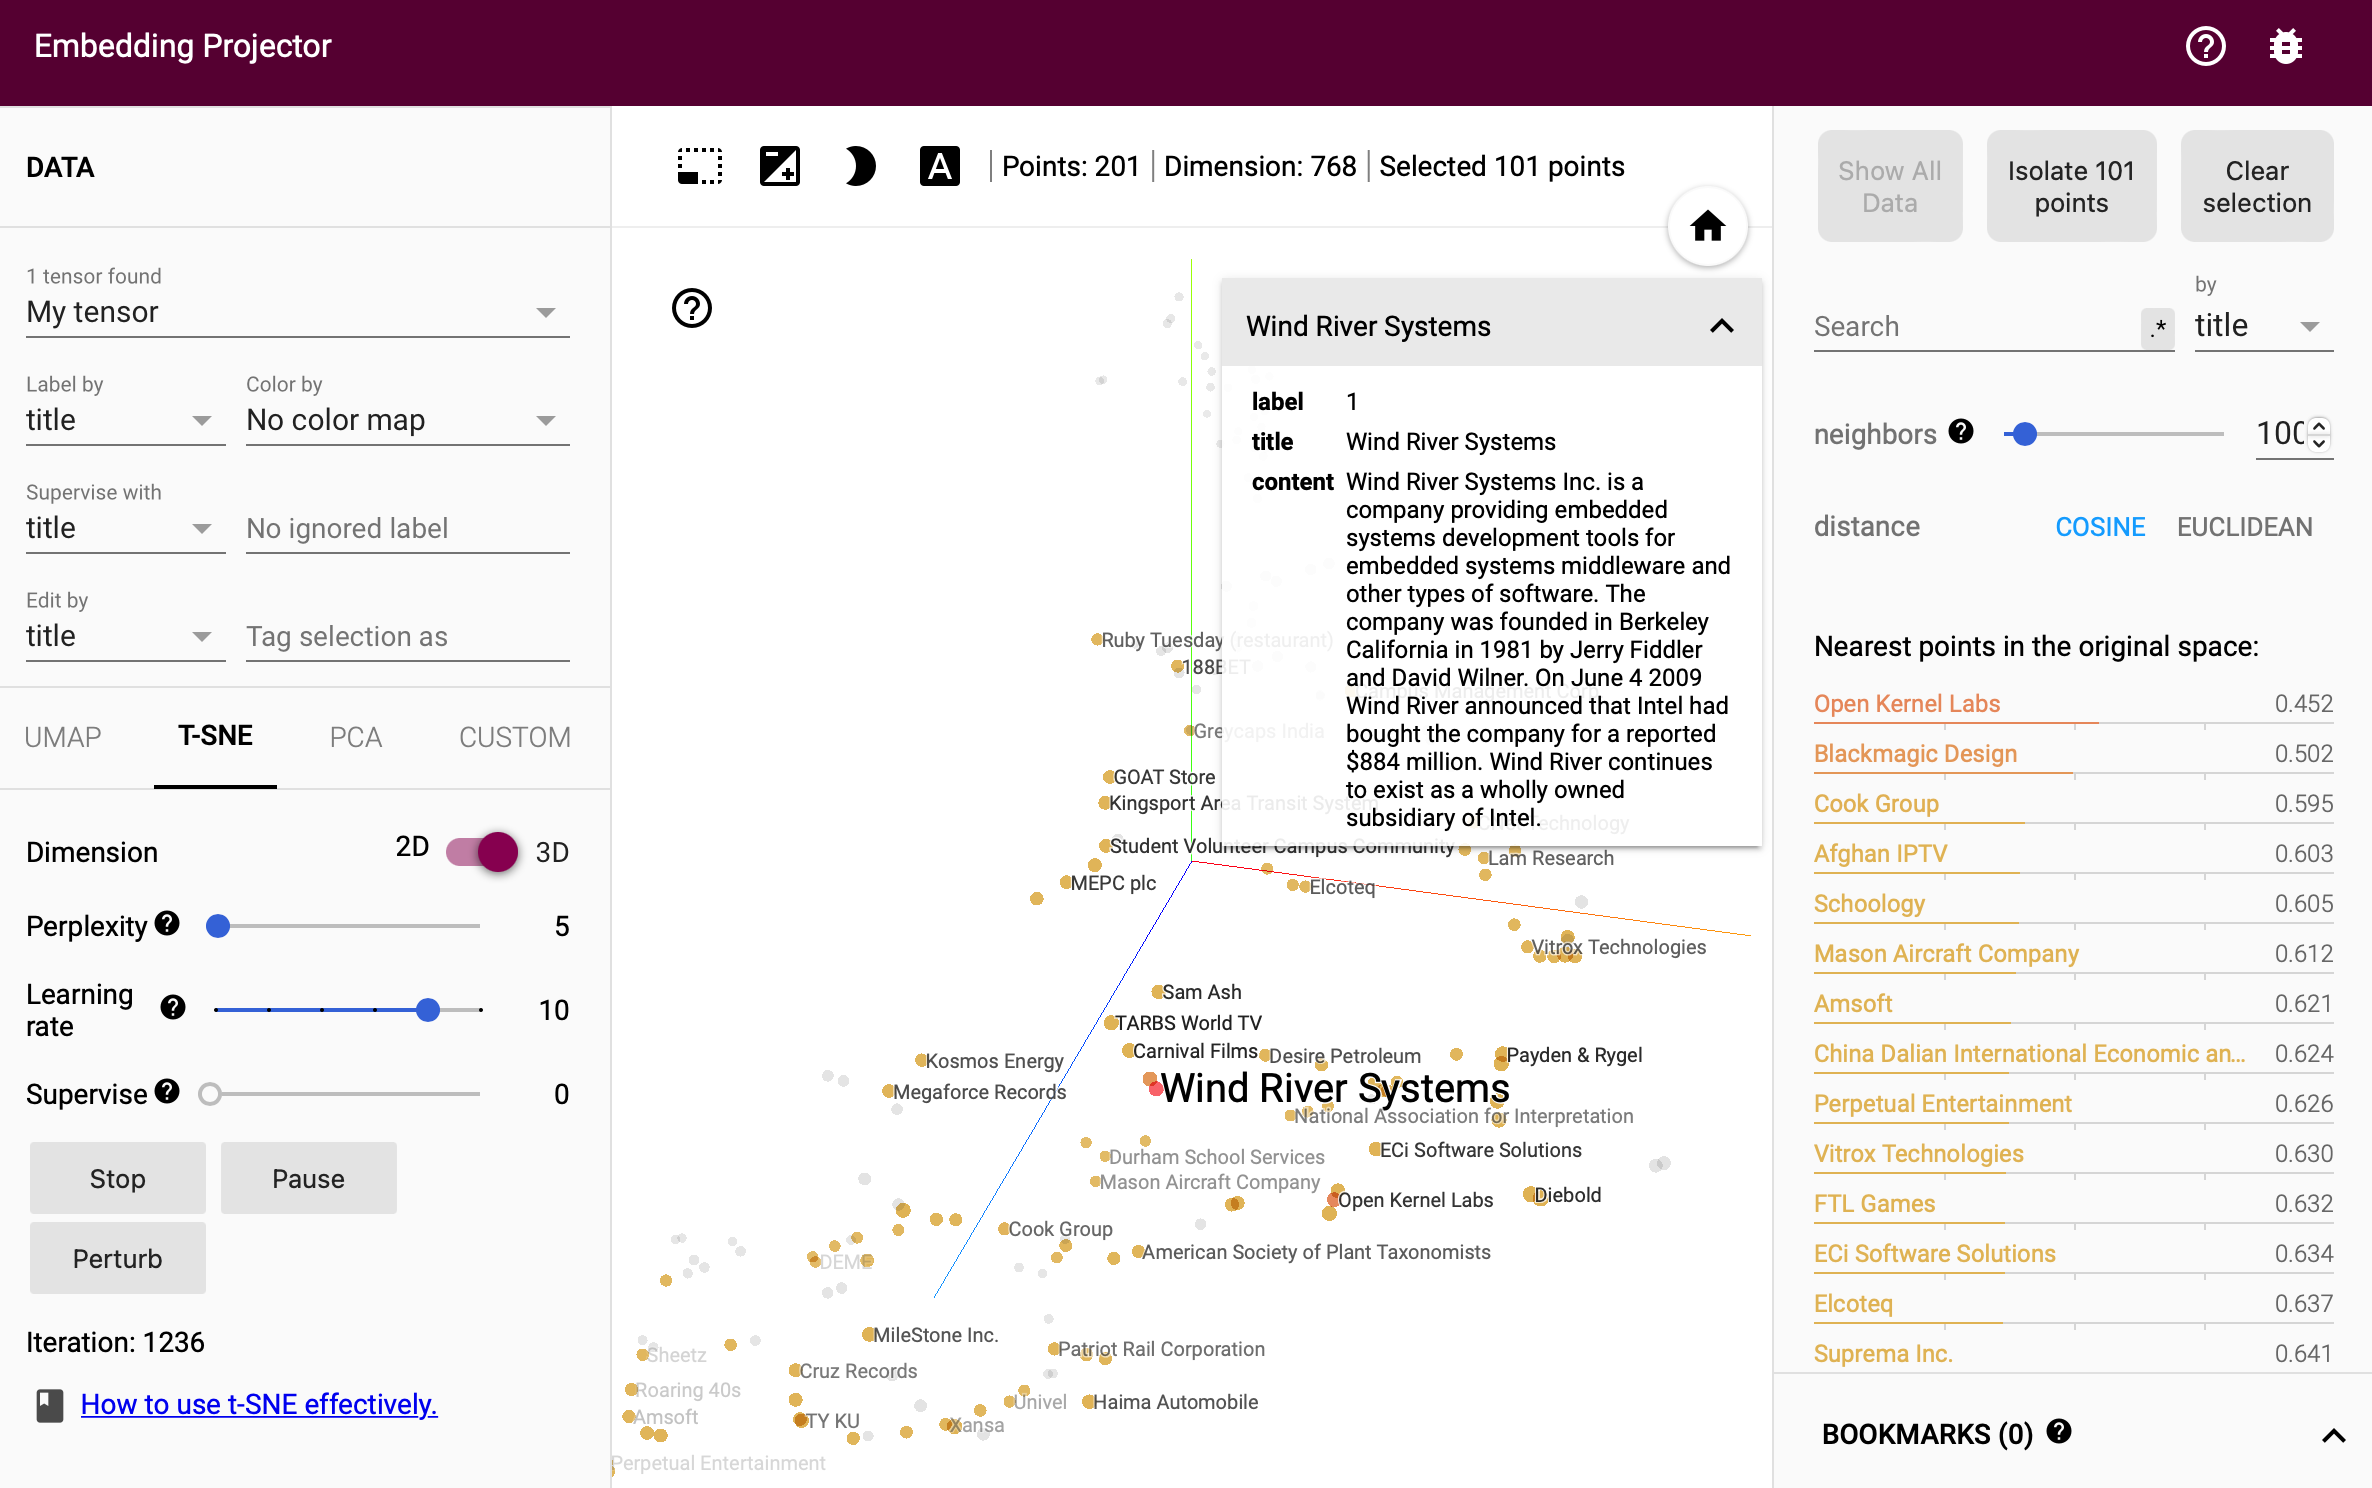 Embedding Projector
DATA
1 tensor found
My tensor
Label by
title
Color by
No color map
Supervise with
title
No ignored label
Edit by
title
Tag selection as
UMAP
T-SNE
PCA
CUSTOM
Dimension
2D
3D
Perplexity
5
Learning
rate
10
Supervise
0
Stop
Pause
Perturb
Iteration: 1236
How to use t-SNE effectively.
A
Points: 201
Dimension: 768
Selected 101 points
Wind River Systems
label 1
title Wind River Systems
content Wind River Systems Inc. is a
company providing embedded
systems development tools for
embedded systems middleware and
other types of software. The
company was founded in Berkeley
California in 1981 by Jerry Fiddler
and David Wilner. On June 4 2009
Wind River announced that Intel had
bought the company for a reported
$884 million. Wind River continues
to exist as a wholly owned
subsidiary of Intel.
Ruby Tuesday (restaurant)
188BET
Campus Management Corp
Greycaps India
GOAT Store
Kingsport Area Transit System
Technology
Student Volunteer Campus Community
Lam Research
MEPC plc
Elcoteq
Vitrox Technologies
Sam Ash
TARBS World TV
Carnival Films
Desire Petroleum
Payden & Rygel
Kosmos Energy
Megaforce Records
Wind River Systems
National Association for Interpretation
ECi Software Solutions
Durham School Services
Mason Aircraft Company
Open Kernel Labs
Diebold
Cook Group
American Society of Plant Taxonomists
DEME
MileStone Inc.
Patriot Rail Corporation
Sheetz
Cruz Records
Roaring 40s
Univel
Haima Automobile
Amsoft
TY KU
Xansa
Perpetual Entertainment
Show All
Data
Isolate 101
points
Clear
selection
Search
.*
by
title
neighbors
100
distance
COSINE
EUCLIDEAN
Nearest points in the original space:
Open Kernel Labs 0.452
Blackmagic Design 0.502
Cook Group 0.595
Afghan IPTV 0.603
Schoology 0.605
Mason Aircraft Company 0.612
Amsoft 0.621
China Dalian International Economic an... 0.624
Perpetual Entertainment 0.626
Vitrox Technologies 0.630
FTL Games 0.632
ECi Software Solutions 0.634
Elcoteq 0.637
Suprema Inc. 0.641
BOOKMARKS (0)